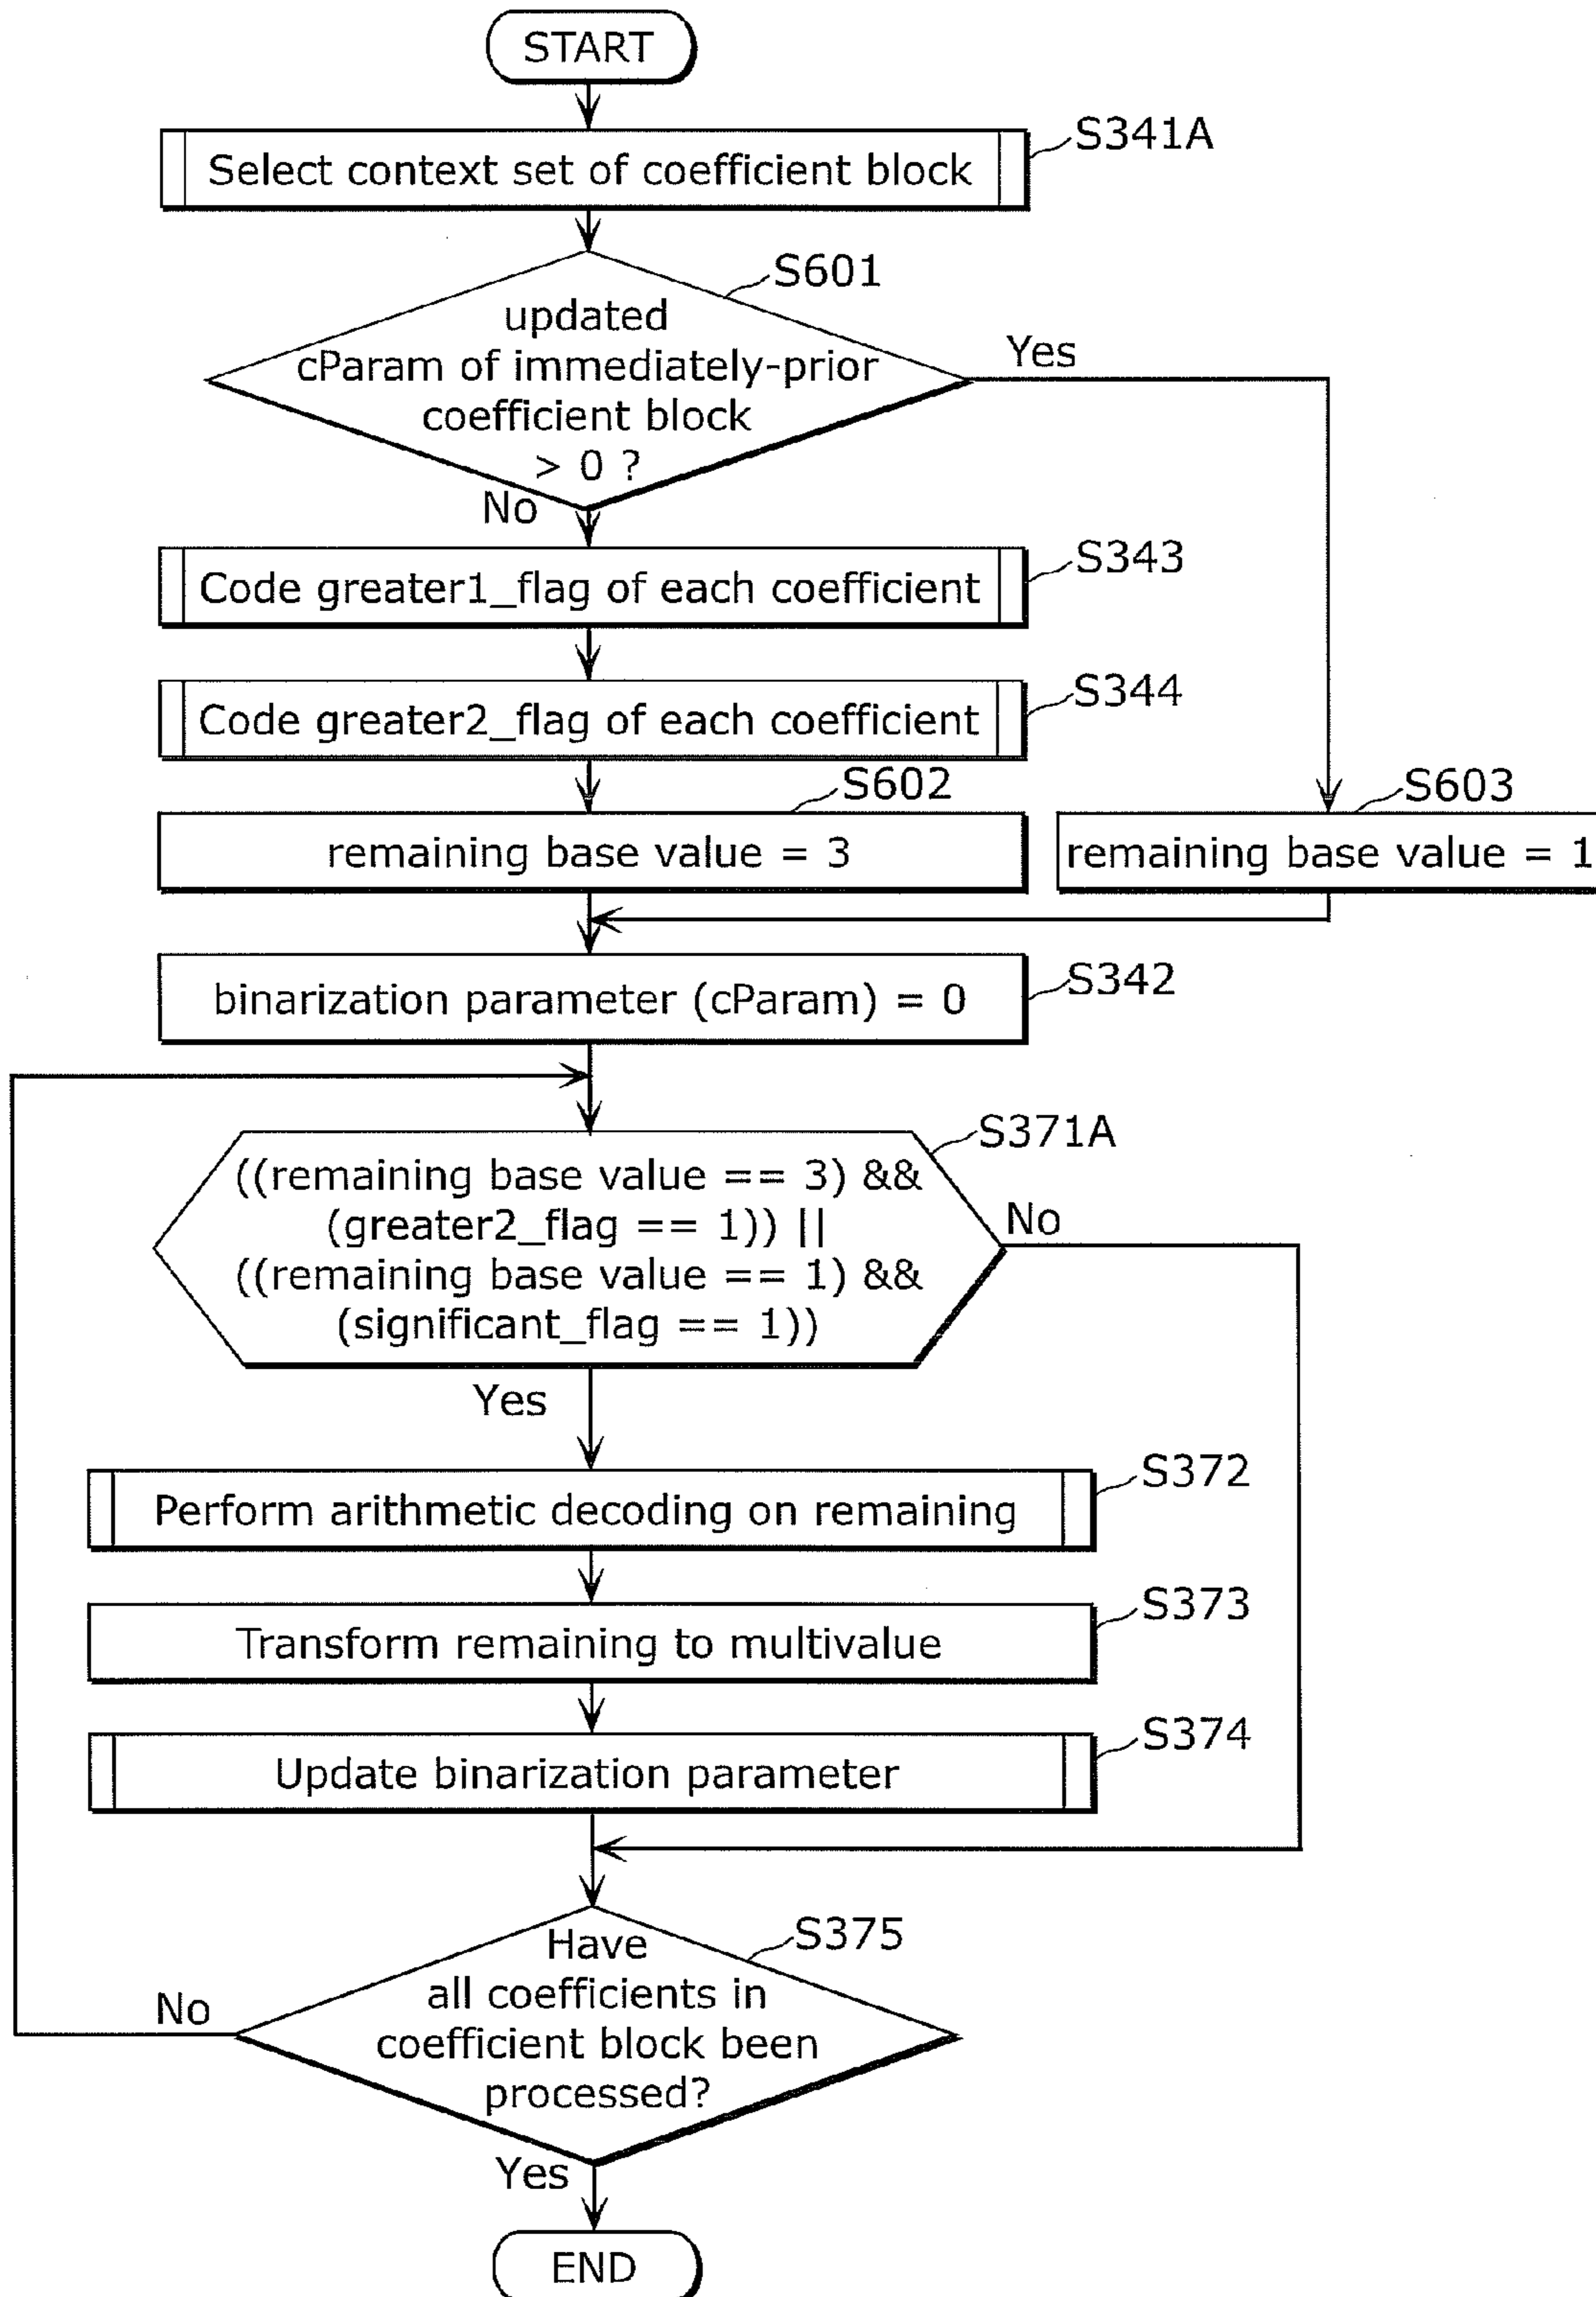 START
S341A
Select context set of coefficient block
S601
updated
cParam of immediately-prior
coefficient block
> 0 ?
Yes
No
S343
Code greater1_flag of each coefficient
S344
Code greater2_flag of each coefficient
S602
remaining base value = 3
S603
remaining base value = 1
S342
binarization parameter (cParam) = 0
S371A
((remaining base value == 3) &&
(greater2_flag == 1)) ||
((remaining base value == 1) &&
(significant_flag == 1))
No
Yes
S372
Perform arithmetic decoding on remaining
S373
Transform remaining to multivalue
S374
Update binarization parameter
S375
Have
all coefficients in
coefficient block been
processed?
No
Yes
END